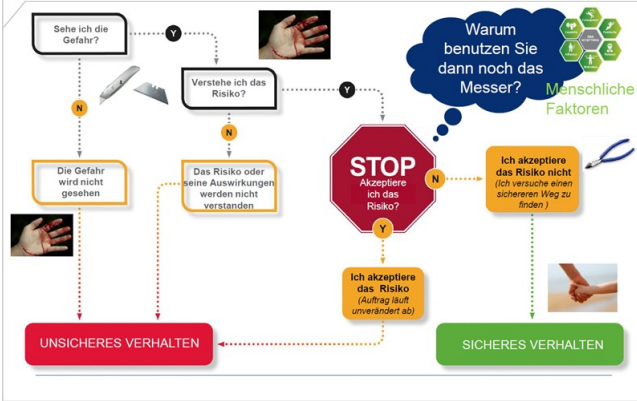 Sehe ich die
Gefahr?
Y
Warum
benutzen Sie
dann noch das
Messer?
Menschliche
Faktoren
Verstehe ich das
Risiko?
Y
N
N
Die Gefahr
wird nicht
gesehen
Das Risiko oder
seine Auswirkungen
werden nicht
verstanden
STOP
Akzeptiere
ich das
Risiko?
N
Y
Ich akzeptiere
das Risiko nicht
(Ich versuche einen
sichereren Weg zu
finden )
Ich akzeptiere
das Risiko
(Auftrag läuft
unverändert ab)
UNSICHERES VERHALTEN
SICHERES VERHALTEN